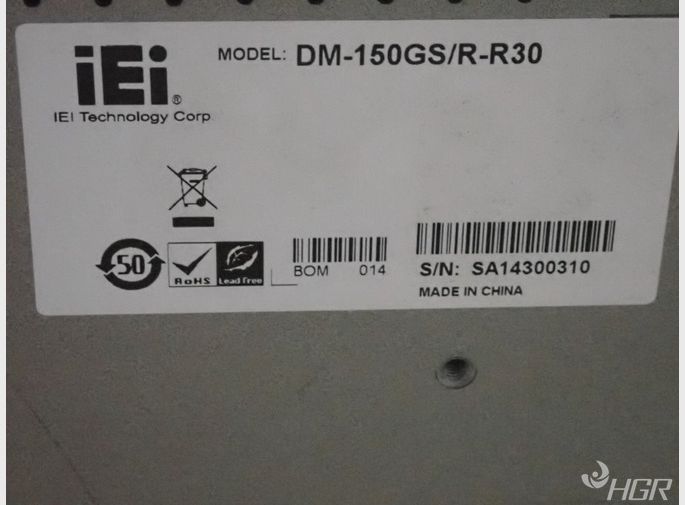 iEi®
IEI Technology Corp
MODEL: DM-150GS/R-R30
50
RoHS
Lead Free
BOM 014
S/N: SA14300310
MADE IN CHINA
HGR